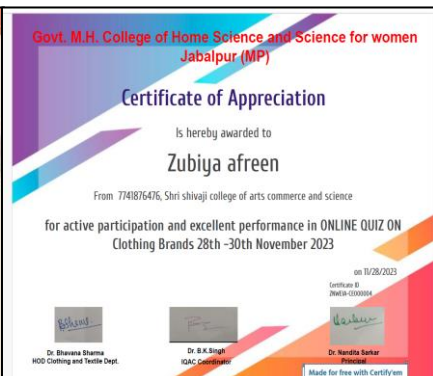 Govt. M.H. College of Home Science and Science for women
Jabalpur (MP)
Certificate of Appreciation
Is hereby awarded to
Zubiya afreen
From 7741876476, Shri shivaji college of arts commerce and science
for active participation and excellent performance in ONLINE QUIZ ON
Clothing Brands 28th -30th November 2023
on 11/28/2023
Certificate ID
Dr. Bhavana Sharma
HOD Clothing and Textile Dept.
Dr. B.K.Singh
IQAC Coordinator
Dr. Nandita Sarkar
Principal
Made for free with Certify'em